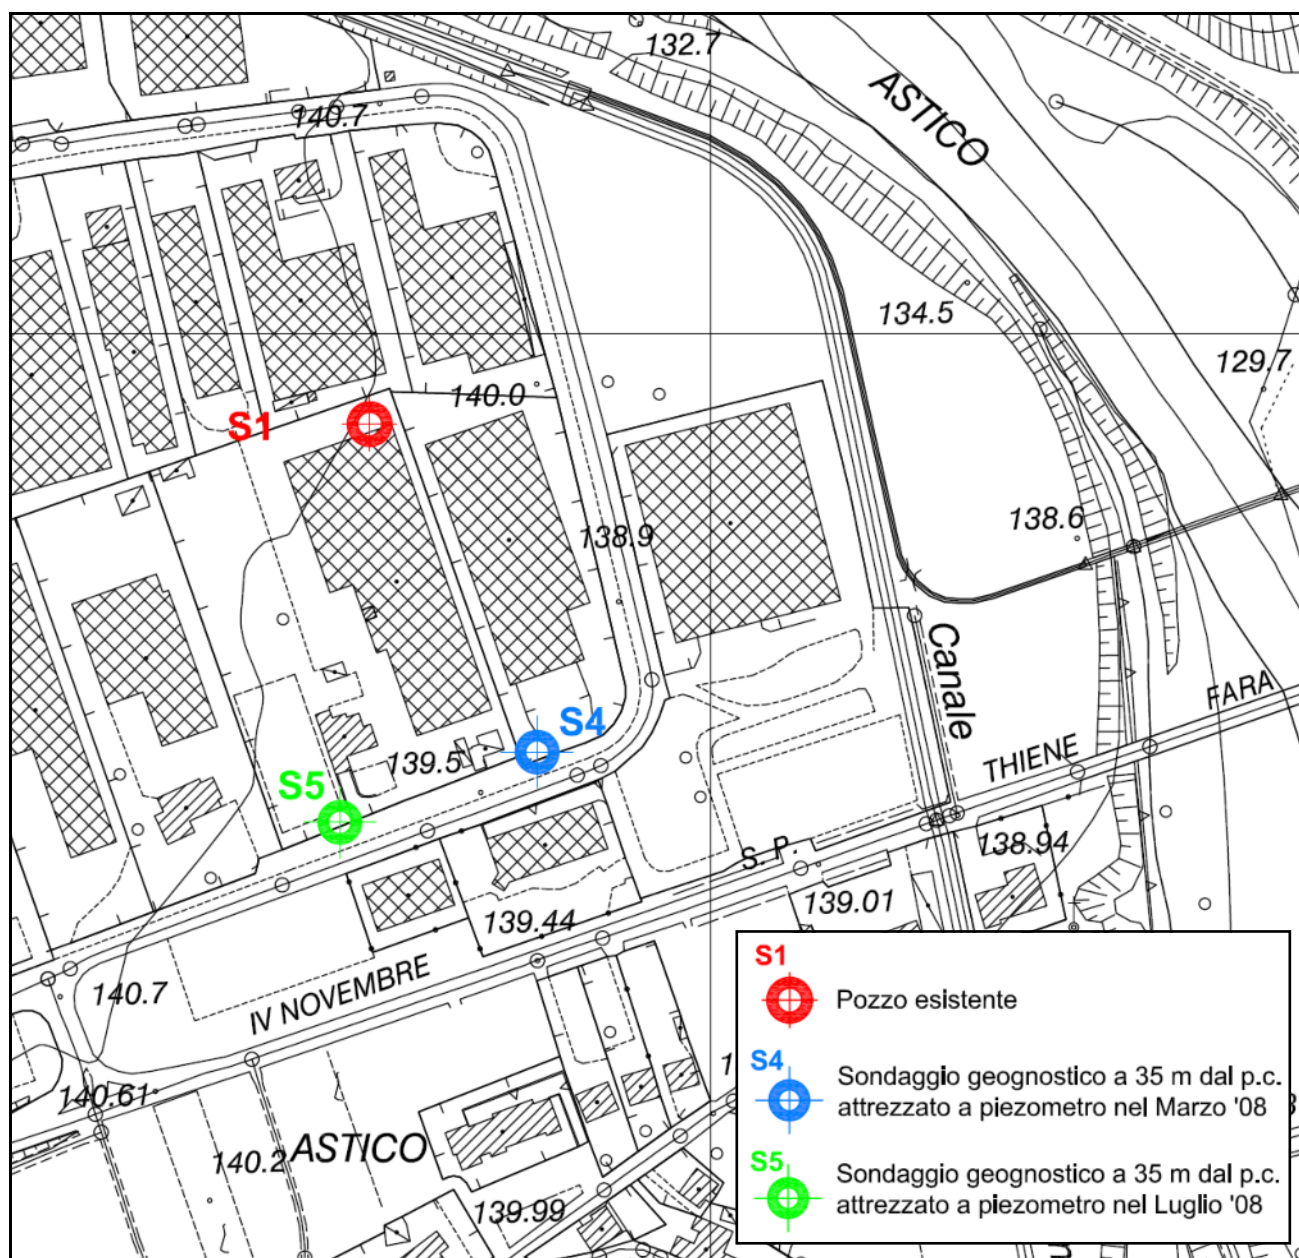 132.7
ASTICO
140.7
134.5
129.7
140.0
S1
138.6
138.9
Canale
FARA
THIENE
S4
139.5
S5
S. P.
138.94
139.01
139.44
IV NOVEMBRE
140.7
140.61
ASTICO
140.2
139.99
S1
Pozzo esistente
S4
Sondaggio geognostico a 35 m dal p.c.
attrezzato a piezometro nel Marzo '08
S5
Sondaggio geognostico a 35 m dal p.c.
attrezzato a piezometro nel Luglio '08